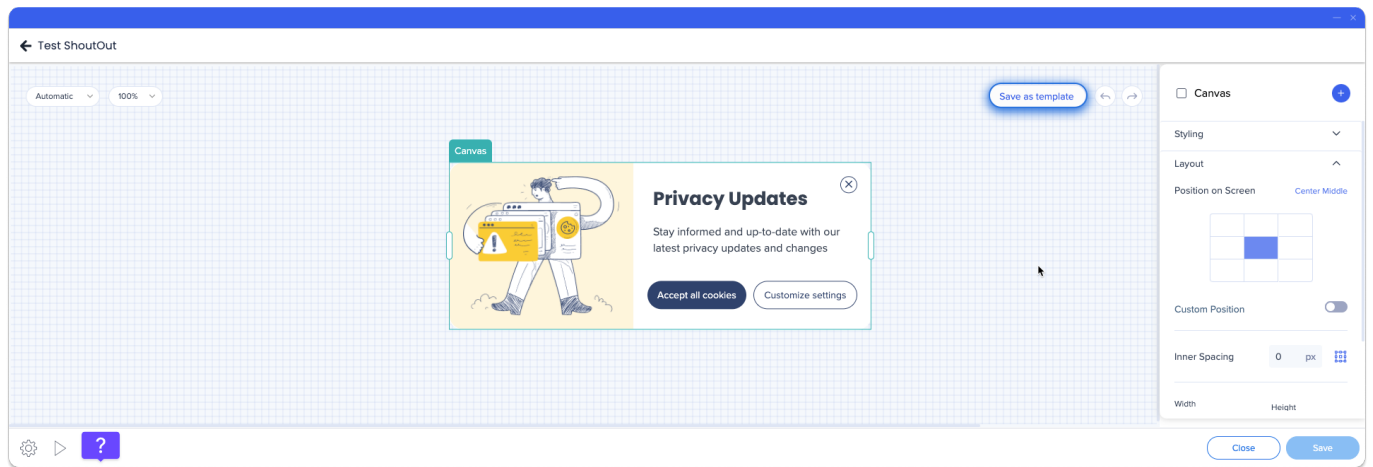 Test ShoutOut
Automatic
100%
Save as template
Canvas
Privacy Updates
Stay informed and up-to-date with our
latest privacy updates and changes
Accept all cookies
Customize settings
Canvas
Styling
Layout
Position on Screen
Center Middle
Custom Position
Inner Spacing
0 px
Width
Height
?
Close
Save